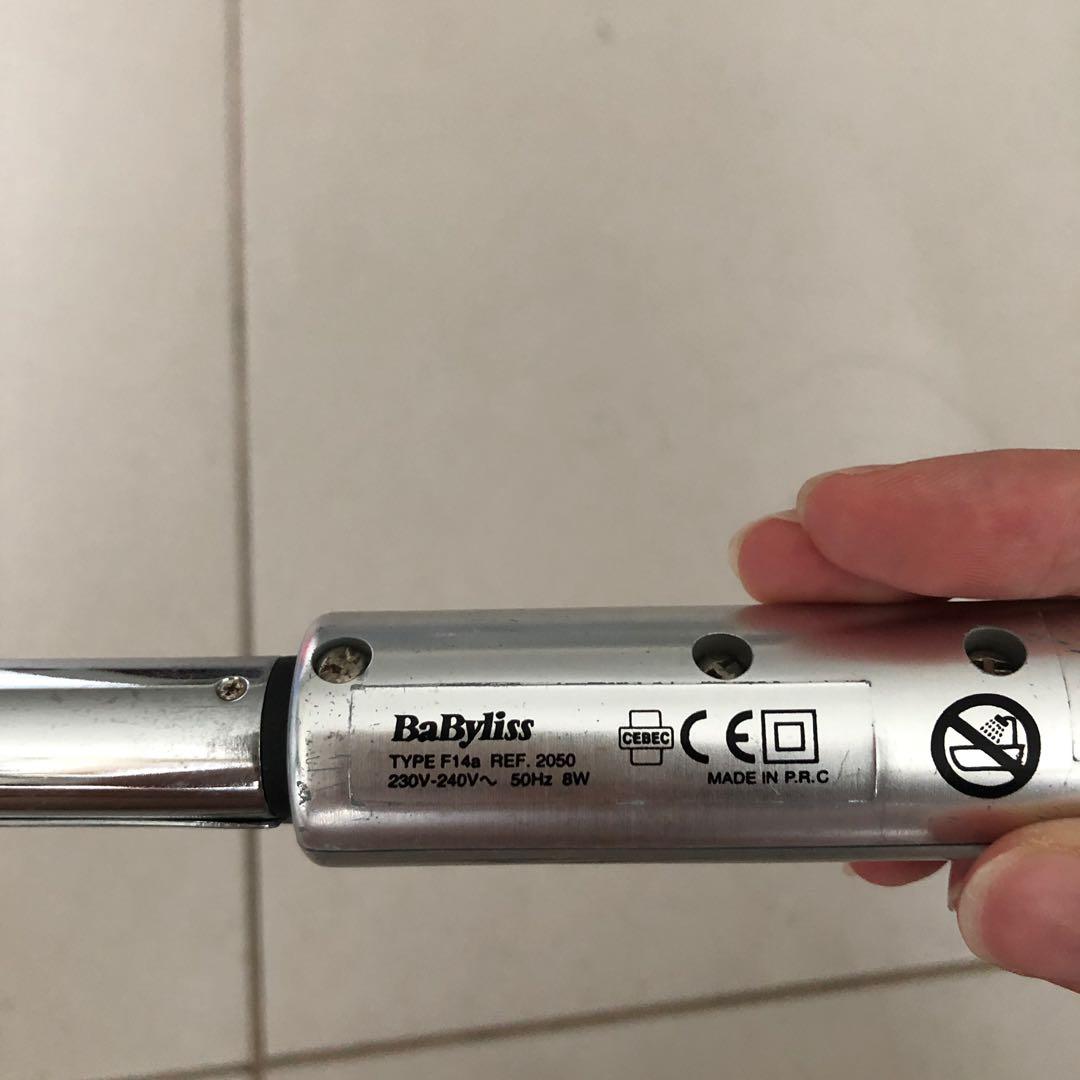 BaByliss
TYPE F14a REF. 2050
230V-240V~ 50Hz 8W
CEBEC CE
MADE IN P.R.C